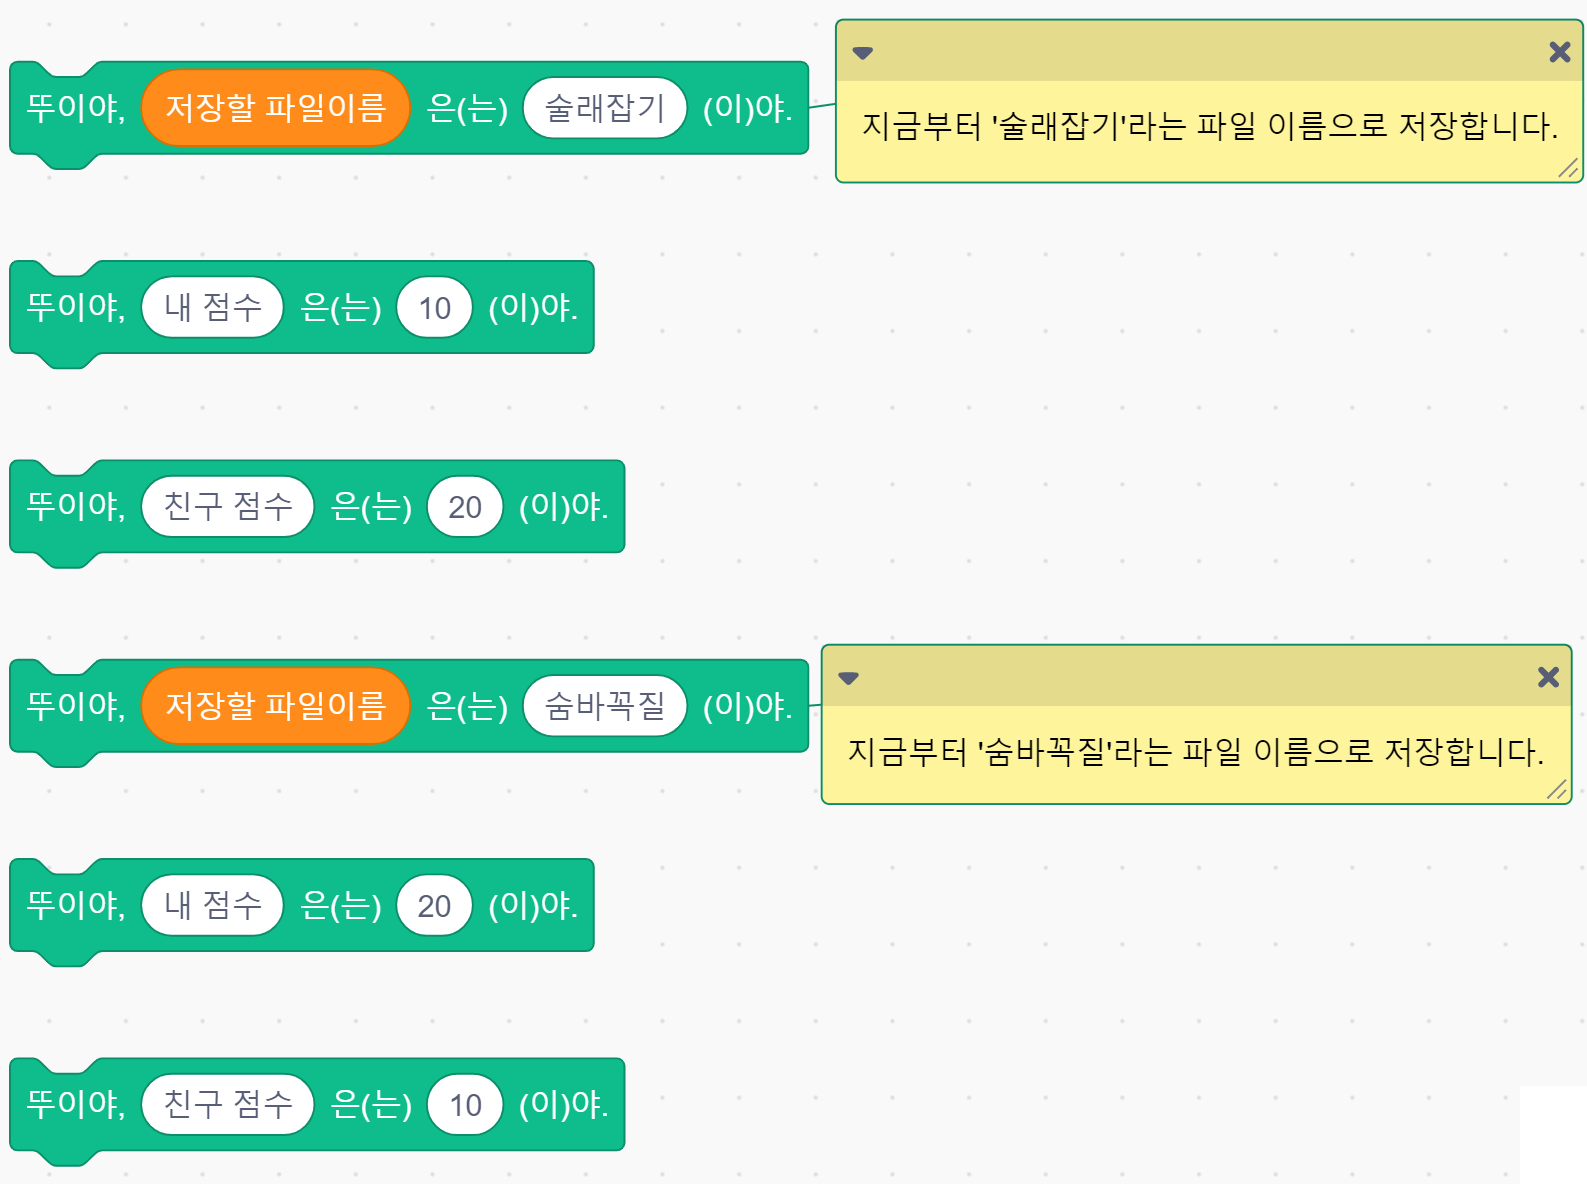 뚜이야, 저장할 파일이름 은(는) 술래잡기 (이)야.
지금부터 '술래잡기'라는 파일 이름으로 저장합니다.
뚜이야, 내 점수 은(는) 10 (이)야.
뚜이야, 친구 점수 은(는) 20 (이)야.
뚜이야, 저장할 파일이름 은(는) 숨바꼭질 (이)야.
지금부터 '숨바꼭질'라는 파일 이름으로 저장합니다.
뚜이야, 내 점수 은(는) 20 (이)야.
뚜이야, 친구 점수 은(는) 10 (이)야.